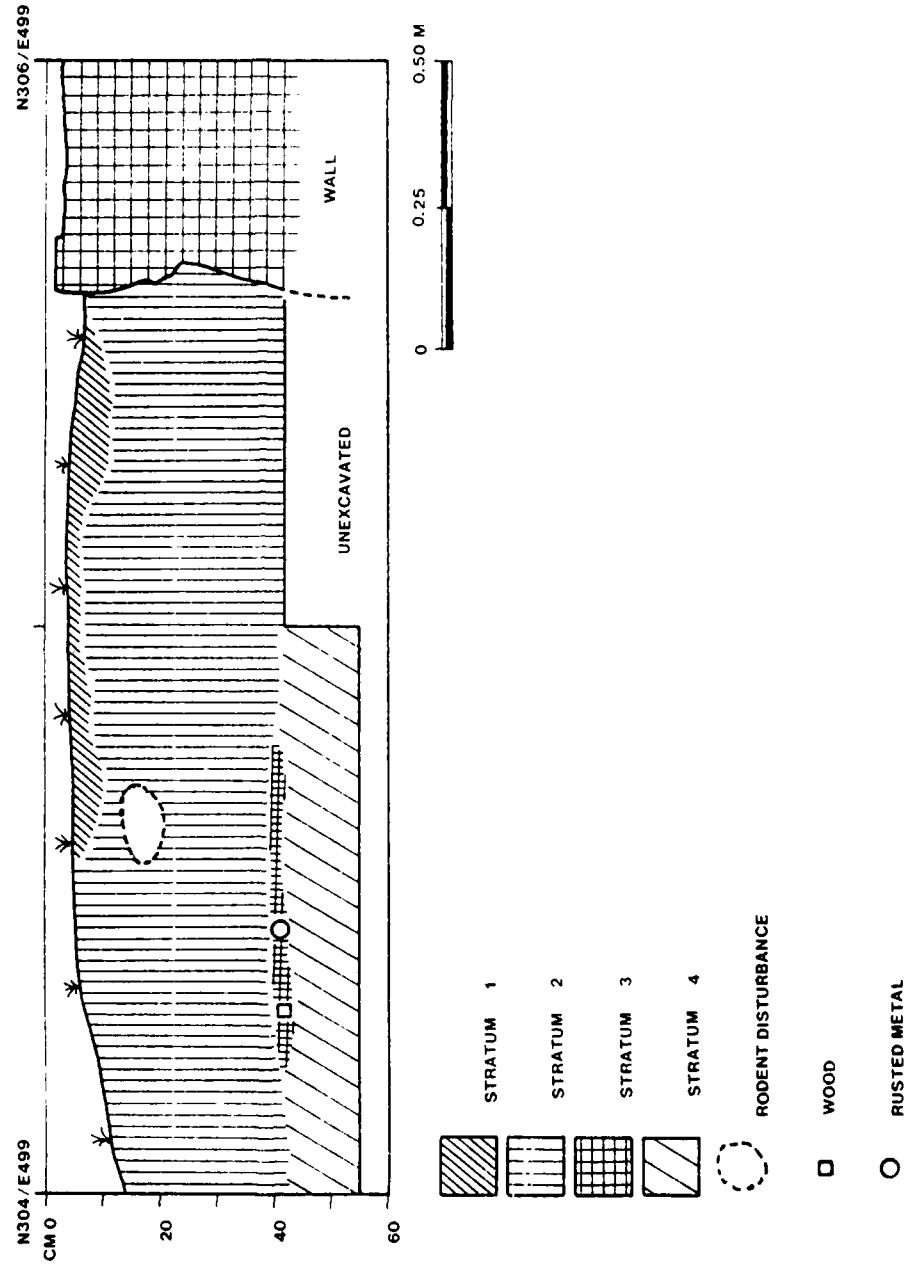 N304/E499
N306/E499
CM 0
20
40
60
WALL
UNEXCAVATED
0
0.25
0.50 M
STRATUM 1
STRATUM 2
STRATUM 3
STRATUM 4
RODENT DISTURBANCE
WOOD
RUSTED METAL